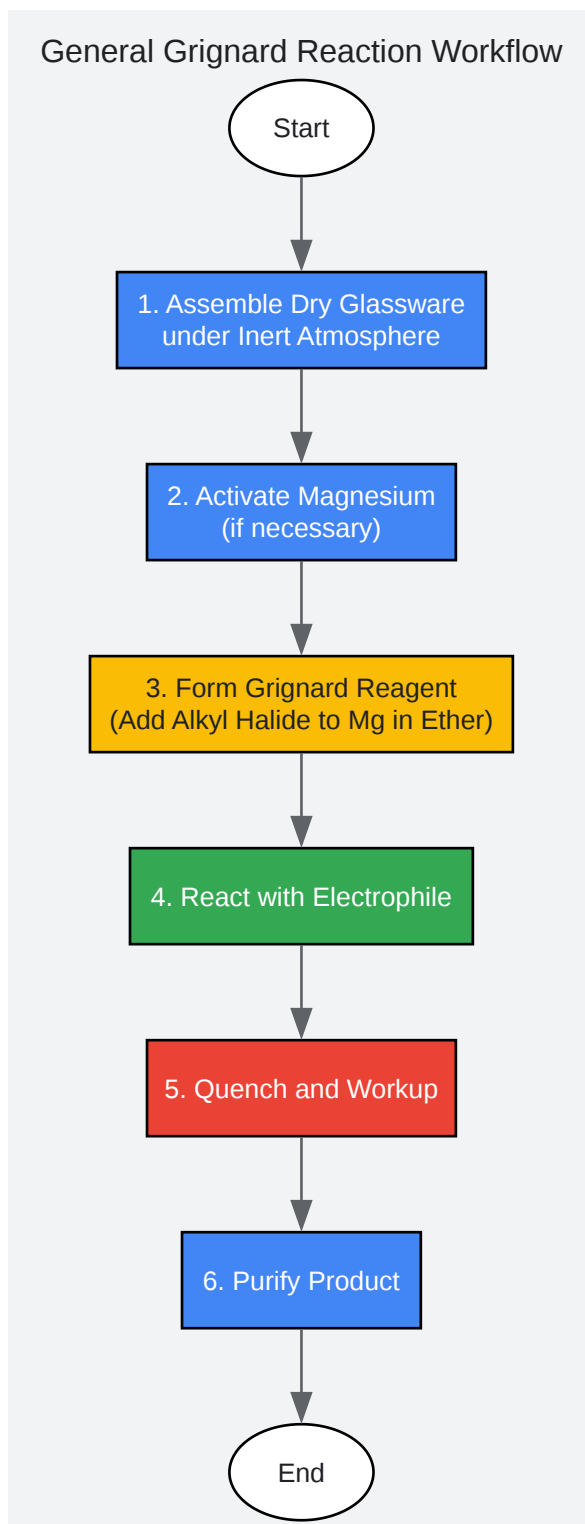 General Grignard Reaction Workflow
Start
1. Assemble Dry Glassware
under Inert Atmosphere
2. Activate Magnesium
(if necessary)
3. Form Grignard Reagent
(Add Alkyl Halide to Mg in Ether)
4. React with Electrophile
5. Quench and Workup
6. Purify Product
End